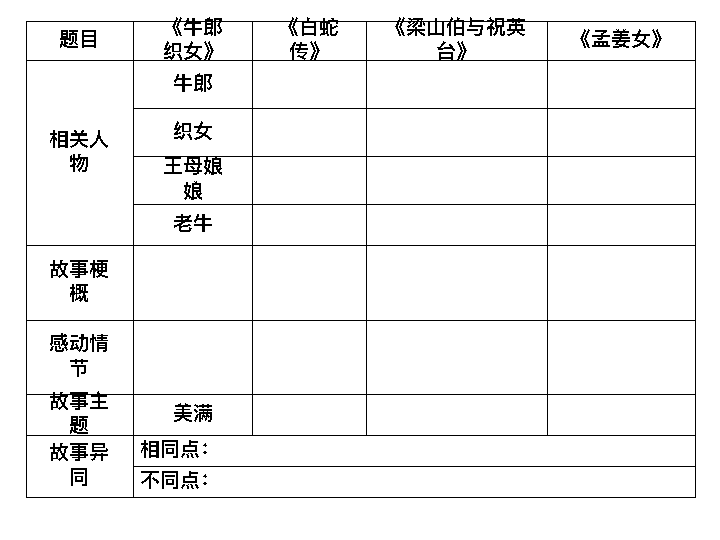 题目
《牛郎
织女》
《白蛇
传》
《梁山伯与祝英
台》
《孟姜女》
相关人
物
牛郎
织女
王母娘
娘
老牛
故事梗
概
感动情
节
故事主
题
美满
故事异
同
相同点：
不同点：